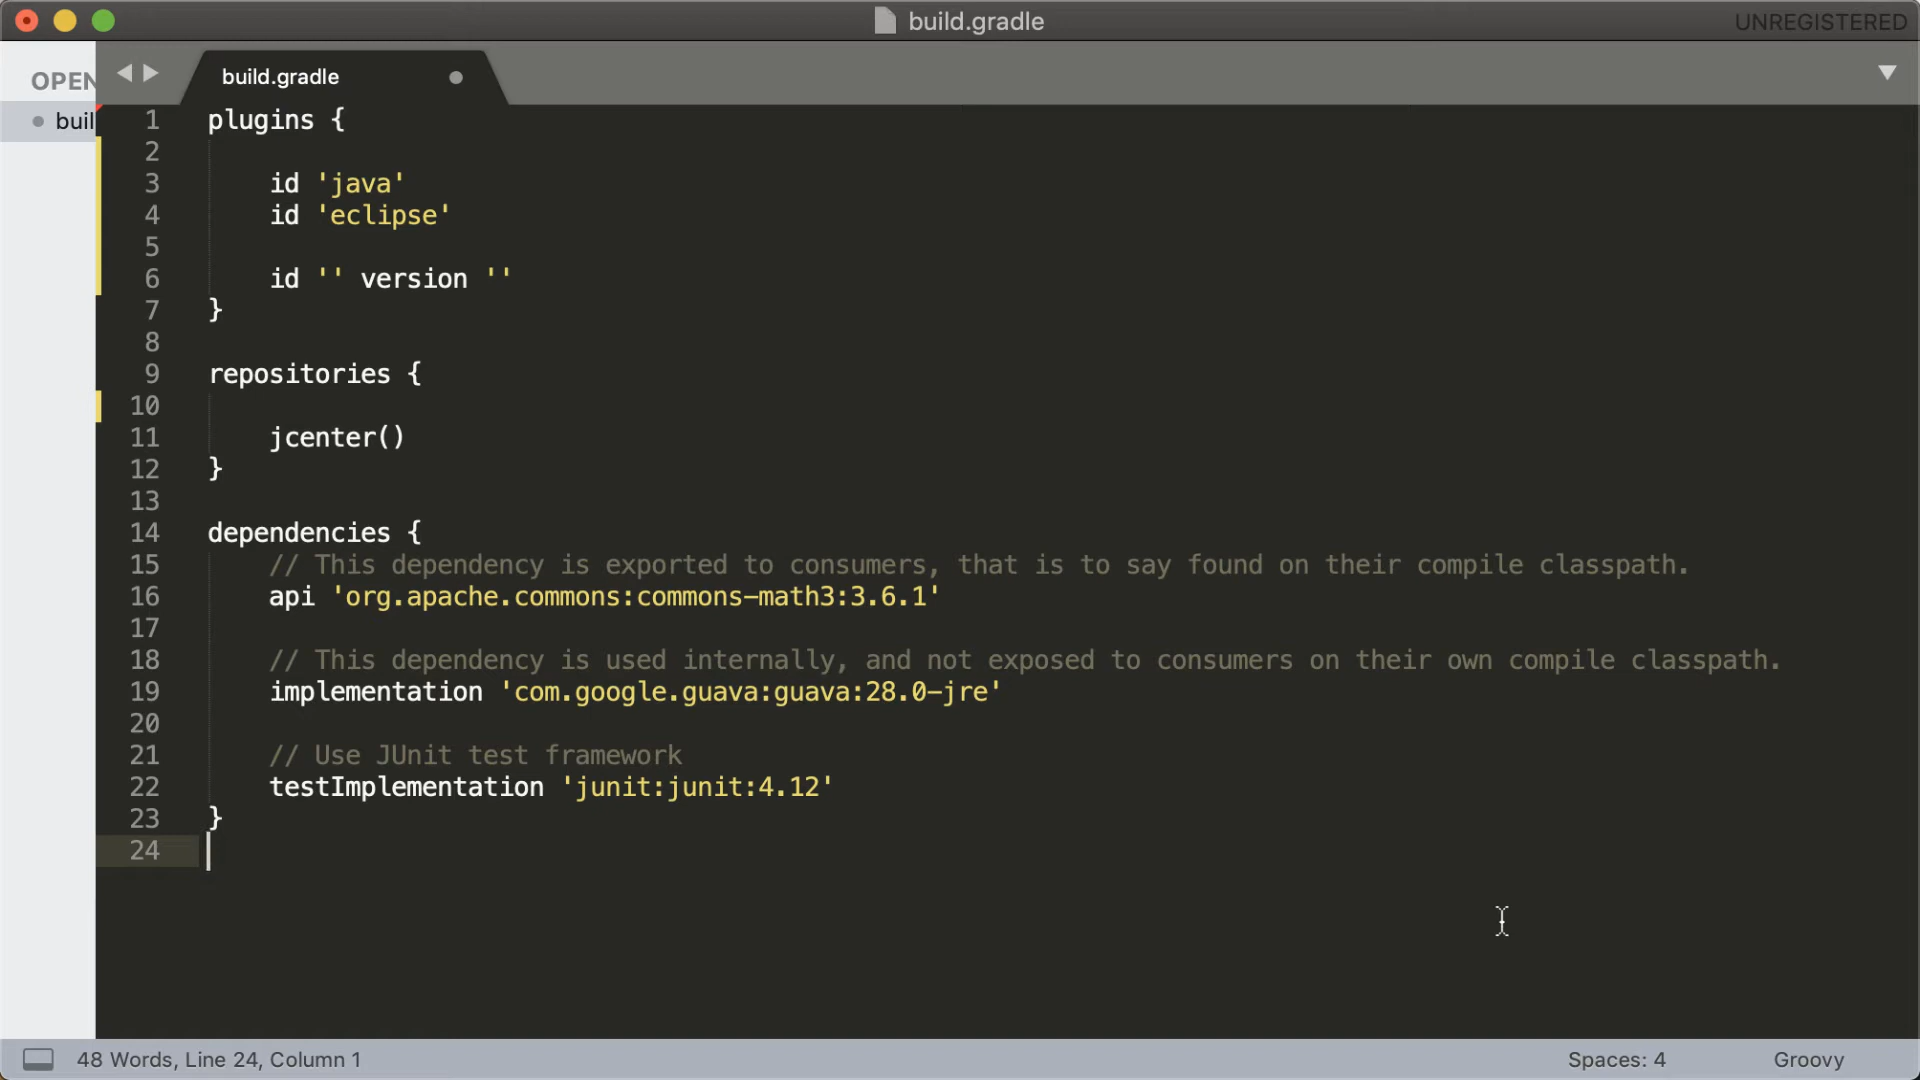 build.gradle
UNREGISTERED
OPEN
build.gradle
buil
1 plugins {
2
3 id 'java'
4 id 'eclipse'
5
6 id '' version ''
7 }
8
9 repositories {
10
11 jcenter()
12 }
13
14 dependencies {
15 // This dependency is exported to consumers, that is to say found on their compile classpath.
16 api 'org.apache.commons:commons-math3:3.6.1'
17
18 // This dependency is used internally, and not exposed to consumers on their own compile classpath.
19 implementation 'com.google.guava:guava:28.0-jre'
20
21 // Use JUnit test framework
22 testImplementation 'junit:junit:4.12'
23 }
24
48 Words, Line 24, Column 1
Spaces: 4
Groovy